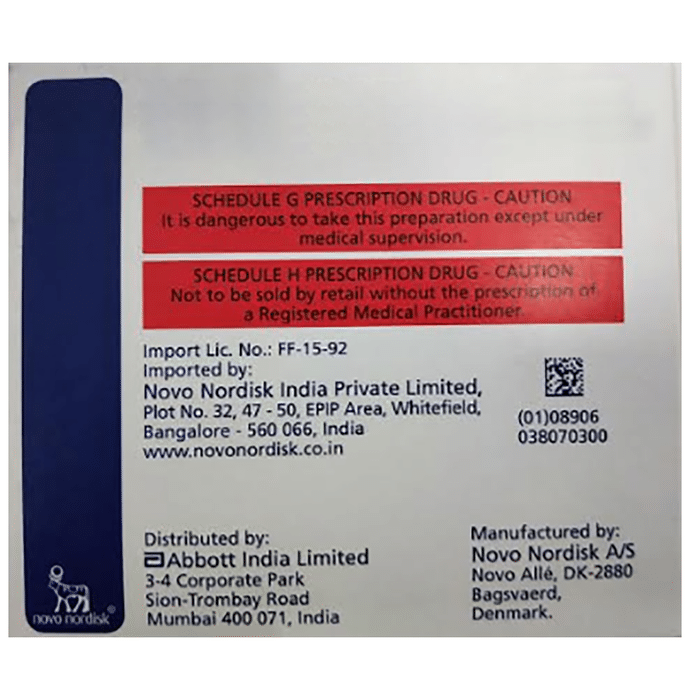 SCHEDULE G PRESCRIPTION DRUG - CAUTION
It is dangerous to take this preparation except under
medical supervision.
SCHEDULE H PRESCRIPTION DRUG - CAUTION
Not to be sold by retail without the prescription of
a Registered Medical Practitioner.
Import Lic. No.: FF-15-92
Imported by:
Novo Nordisk India Private Limited,
Plot No. 32, 47 - 50, EPIP Area, Whitefield,
Bangalore - 560 066, India
www.novonordisk.co.in
(01)08906
038070300
Distributed by:
Abbott India Limited
3-4 Corporate Park
Sion-Trombay Road
Mumbai 400 071, India
Manufactured by:
Novo Nordisk A/S
Novo Allé, DK-2880
Bagsvaerd,
Denmark.
novo nordisk®